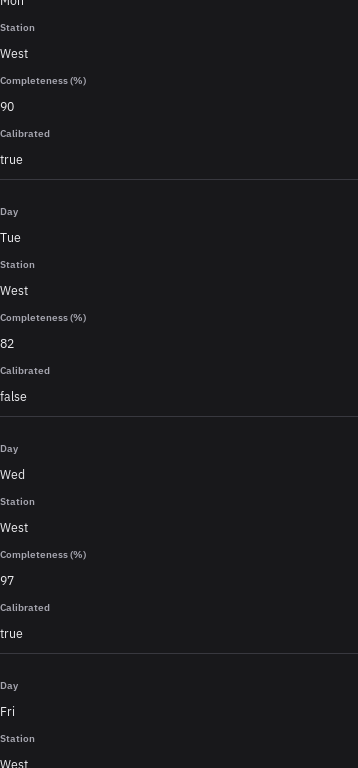 Mon
Station
West
Completeness (%)
90
Calibrated
true
Day
Tue
Station
West
Completeness (%)
82
Calibrated
false
Day
Wed
Station
West
Completeness (%)
97
Calibrated
true
Day
Fri
Station
West